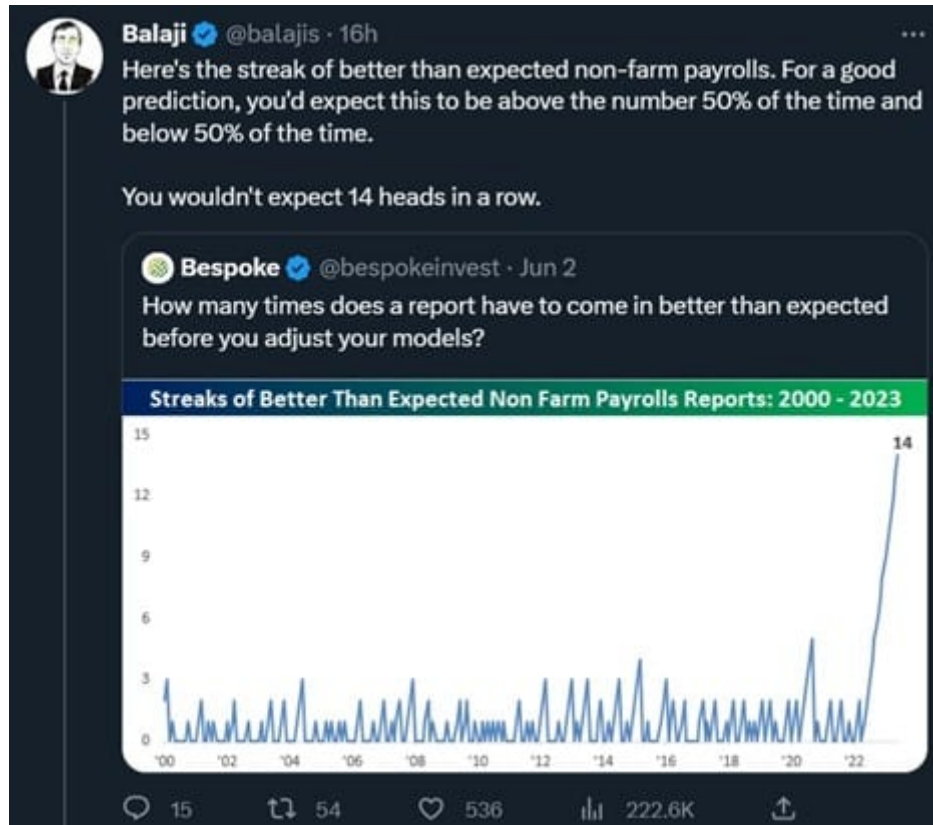 Balaji @balajis · 16h
Here's the streak of better than expected non-farm payrolls. For a good
prediction, you'd expect this to be above the number 50% of the time and
below 50% of the time.
You wouldn't expect 14 heads in a row.
Bespoke @bespokeinvest · Jun 2
How many times does a report have to come in better than expected
before you adjust your models?
Streaks of Better Than Expected Non Farm Payrolls Reports: 2000 - 2023
15
14
12
9
6
3
0
'00 '02 '04 '06 '08 '10 '12 '14 '16 '18 '20 '22
15 54 536 222.6K